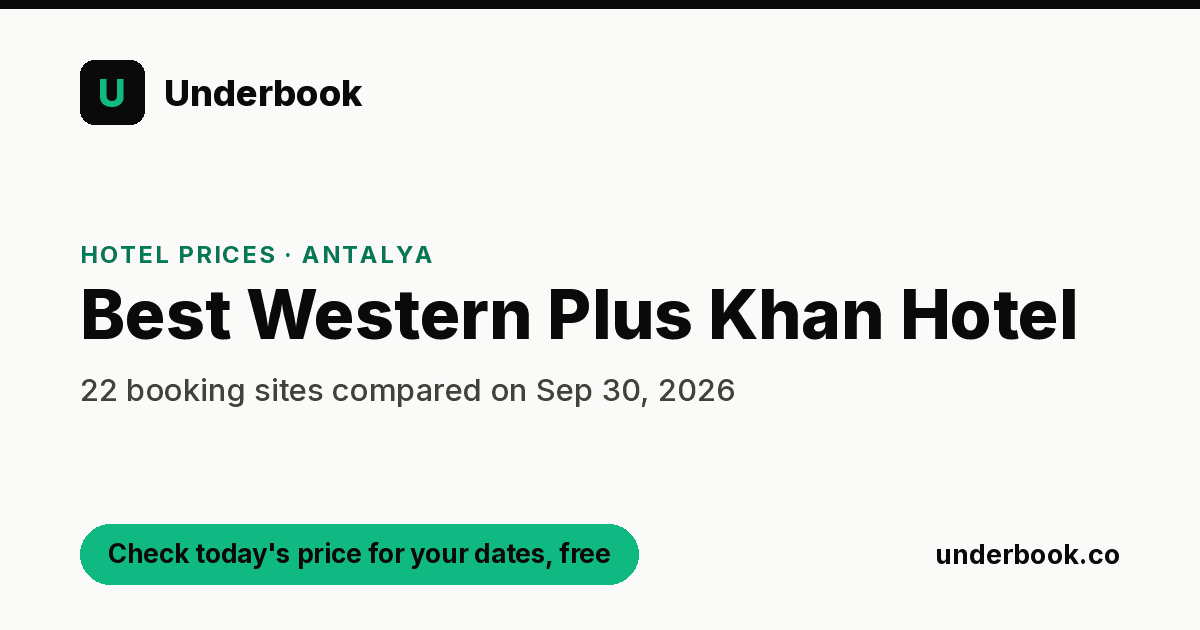 U Underbook
HOTEL PRICES · ANTALYA
Best Western Plus Khan Hotel
22 booking sites compared on Sep 30, 2026
Check today's price for your dates, free
underbook.co